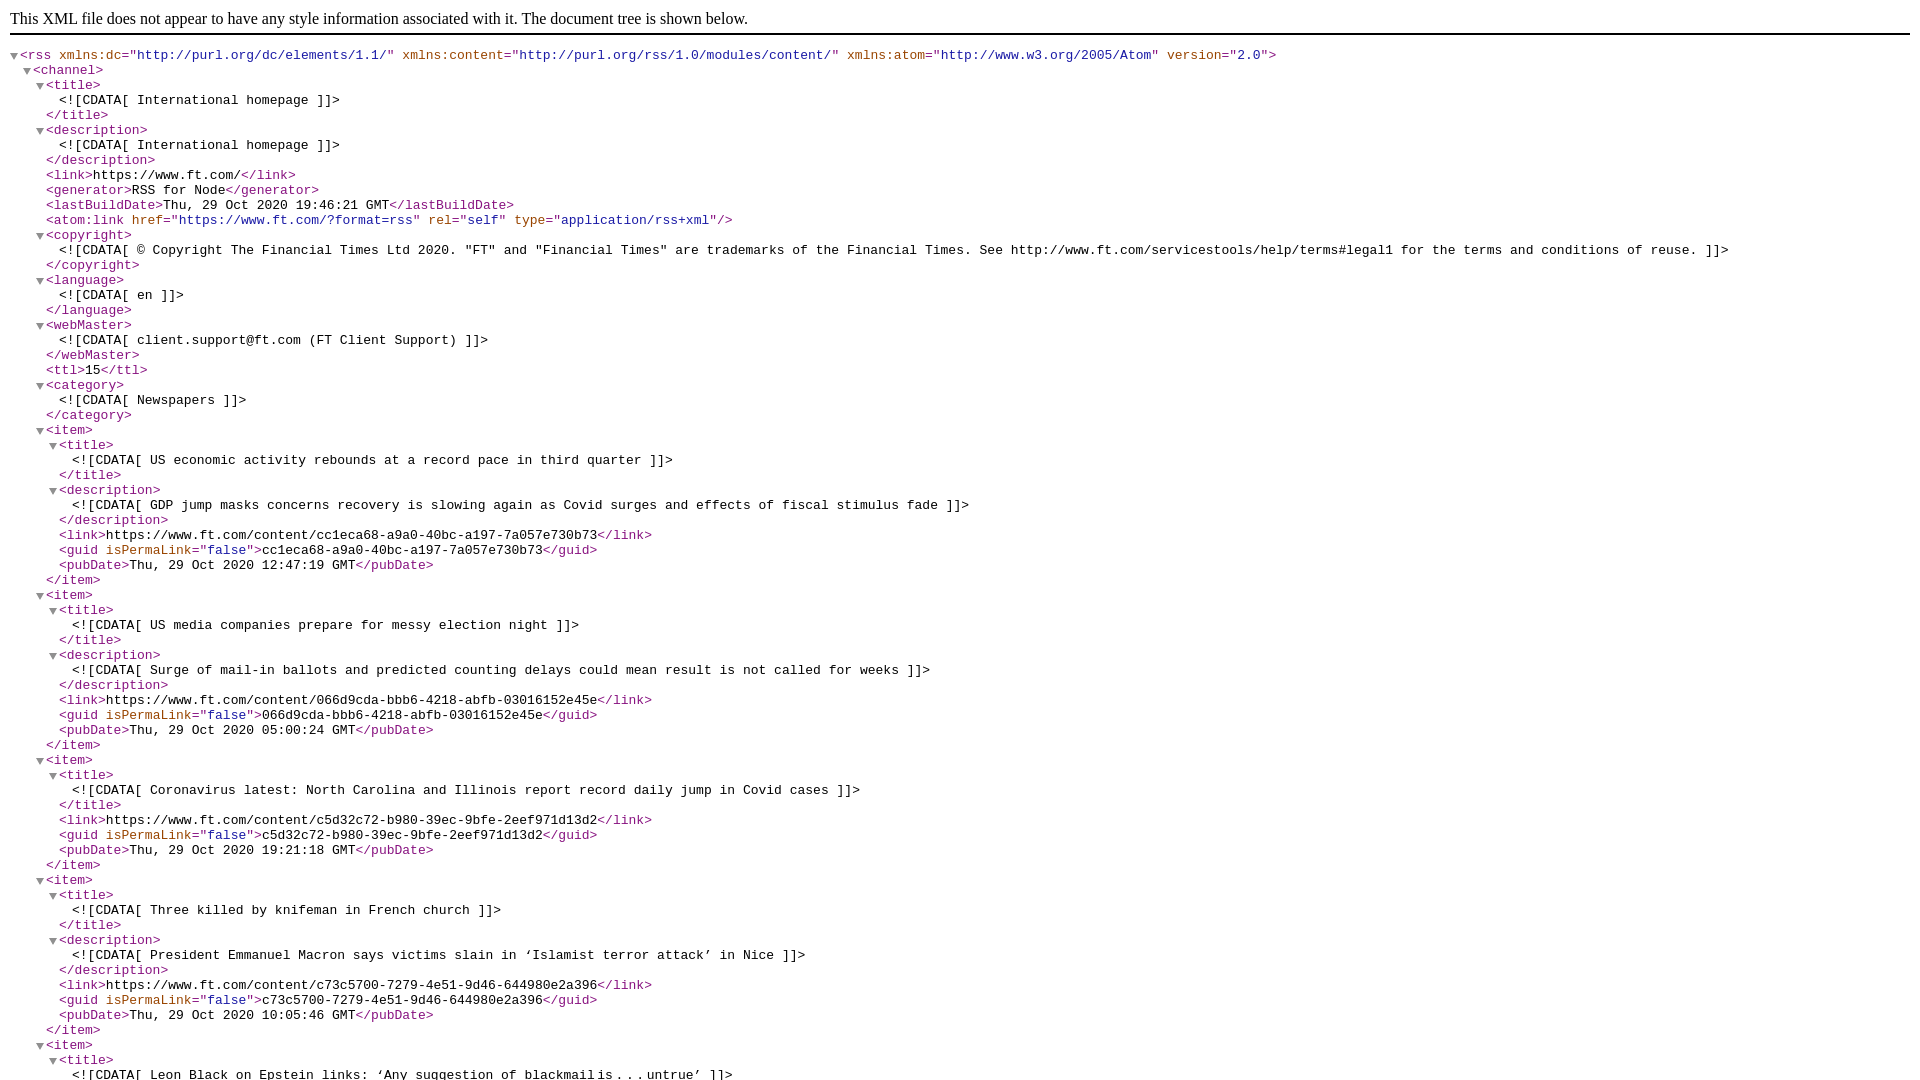 This XML file does not appear to have any style information associated with it. The document tree is shown below.
<rss xmlns:dc="http://purl.org/dc/elements/1.1/" xmlns:content="http://purl.org/rss/1.0/modules/content/" xmlns:atom="http://www.w3.org/2005/Atom" version="2.0">
<channel>
<title>
<![CDATA[ International homepage ]]>
</title>
<description>
<![CDATA[ International homepage ]]>
</description>
<link>https://www.ft.com/</link>
<generator>RSS for Node</generator>
<lastBuildDate>Thu, 29 Oct 2020 19:46:21 GMT</lastBuildDate>
<atom:link href="https://www.ft.com/?format=rss" rel="self" type="application/rss+xml"/>
<copyright>
<![CDATA[ © Copyright The Financial Times Ltd 2020. "FT" and "Financial Times" are trademarks of the Financial Times. See http://www.ft.com/servicestools/help/terms#legal1 for the terms and conditions of reuse. ]]>
</copyright>
<language>
<![CDATA[ en ]]>
</language>
<webMaster>
<![CDATA[ client.support@ft.com (FT Client Support) ]]>
</webMaster>
<ttl>15</ttl>
<category>
<![CDATA[ Newspapers ]]>
</category>
<item>
<title>
<![CDATA[ US economic activity rebounds at a record pace in third quarter ]]>
</title>
<description>
<![CDATA[ GDP jump masks concerns recovery is slowing again as Covid surges and effects of fiscal stimulus fade ]]>
</description>
<link>https://www.ft.com/content/cc1eca68-a9a0-40bc-a197-7a057e730b73</link>
<guid isPermaLink="false">cc1eca68-a9a0-40bc-a197-7a057e730b73</guid>
<pubDate>Thu, 29 Oct 2020 12:47:19 GMT</pubDate>
</item>
<item>
<title>
<![CDATA[ US media companies prepare for messy election night ]]>
</title>
<description>
<![CDATA[ Surge of mail-in ballots and predicted counting delays could mean result is not called for weeks ]]>
</description>
<link>https://www.ft.com/content/066d9cda-bbb6-4218-abfb-03016152e45e</link>
<guid isPermaLink="false">066d9cda-bbb6-4218-abfb-03016152e45e</guid>
<pubDate>Thu, 29 Oct 2020 05:00:24 GMT</pubDate>
</item>
<item>
<title>
<![CDATA[ Coronavirus latest: North Carolina and Illinois report record daily jump in Covid cases ]]>
</title>
<link>https://www.ft.com/content/c5d32c72-b980-39ec-9bfe-2eef971d13d2</link>
<guid isPermaLink="false">c5d32c72-b980-39ec-9bfe-2eef971d13d2</guid>
<pubDate>Thu, 29 Oct 2020 19:21:18 GMT</pubDate>
</item>
<item>
<title>
<![CDATA[ Three killed by knifeman in French church ]]>
</title>
<description>
<![CDATA[ President Emmanuel Macron says victims slain in ‘Islamist terror attack’ in Nice ]]>
</description>
<link>https://www.ft.com/content/c73c5700-7279-4e51-9d46-644980e2a396</link>
<guid isPermaLink="false">c73c5700-7279-4e51-9d46-644980e2a396</guid>
<pubDate>Thu, 29 Oct 2020 10:05:46 GMT</pubDate>
</item>
<item>
<title>
<![CDATA[ Leon Black on Epstein links: ‘Any suggestion of blackmail is . . . untrue’ ]]>